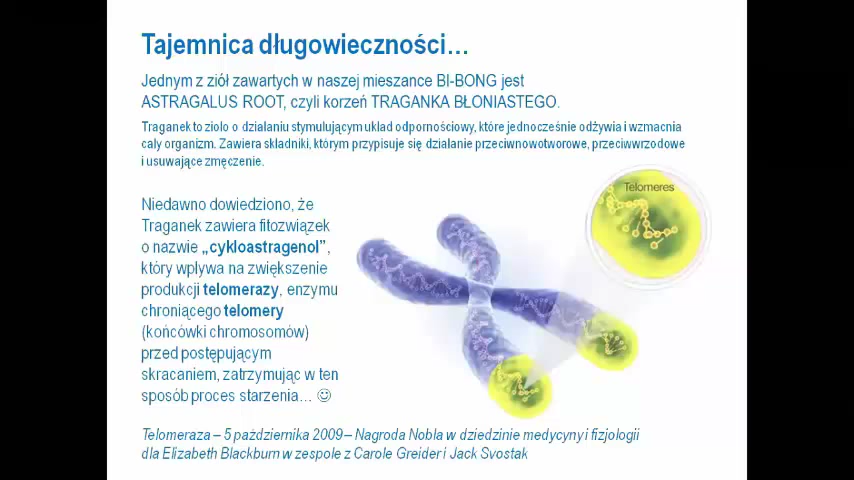 Tajemnica długowieczności…
Jednym z ziół zawartych w naszej mieszance BI-BONG jest
ASTRAGALUS ROOT, czyli korzeń TRAGANKA BŁONIASTEGO.
Traganek to zioło o działaniu stymulującym układ odpornościowy, które jednocześnie odżywia i wzmacnia
cały organizm. Zawiera składniki, którym przypisuje się działanie przeciwnowotworowe, przeciwwrzodowe
i usuwające zmęczenie.
Niedawno dowiedziono, że
Traganek zawiera fitozwiązek
o nazwie „cykloastragenol”,
który wpływa na zwiększenie
produkcji telomerazy, enzymu
chroniącego telomery
(końcówki chromosomów)
przed postępującym
skracaniem, zatrzymując w ten
sposób proces starzenia… ☺
Telomeres
Telomeraza – 5 października 2009 – Nagroda Nobla w dziedzinie medycyny i fizjologii
dla Elizabeth Blackburn w zespole z Carole Greider i Jack Svostak